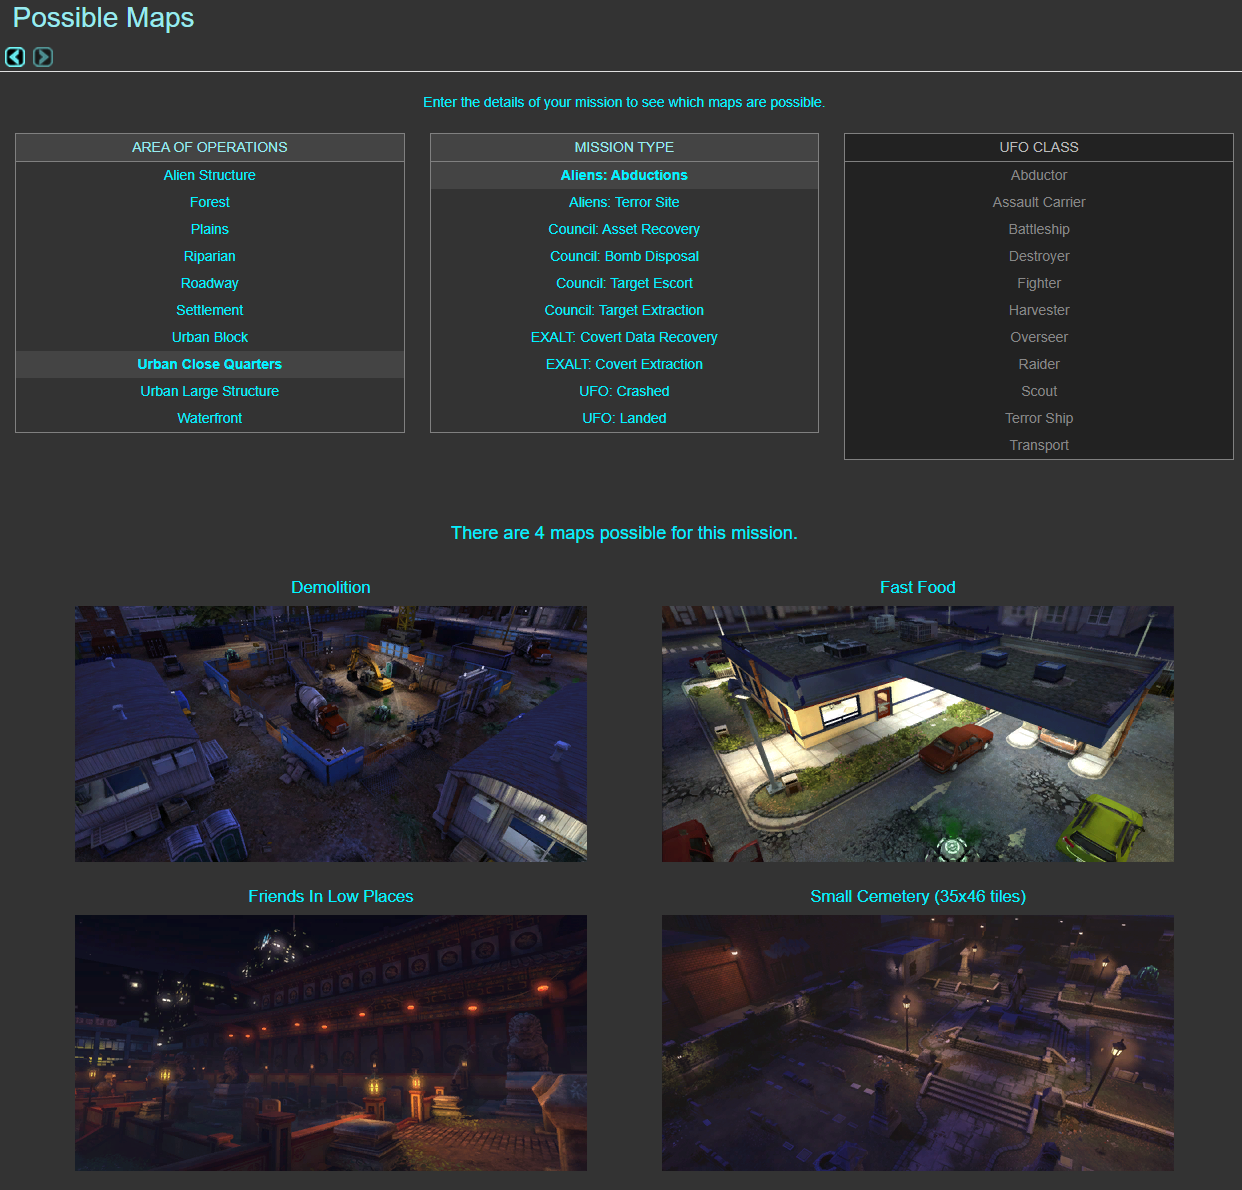 Possible Maps
Enter the details of your mission to see which maps are possible.
AREA OF OPERATIONS
Alien Structure
Forest
Plains
Riparian
Roadway
Settlement
Urban Block
Urban Close Quarters
Urban Large Structure
Waterfront
MISSION TYPE
Aliens: Abductions
Aliens: Terror Site
Council: Asset Recovery
Council: Bomb Disposal
Council: Target Escort
Council: Target Extraction
EXALT: Covert Data Recovery
EXALT: Covert Extraction
UFO: Crashed
UFO: Landed
UFO CLASS
Abductor
Assault Carrier
Battleship
Destroyer
Fighter
Harvester
Overseer
Raider
Scout
Terror Ship
Transport
There are 4 maps possible for this mission.
Demolition
Fast Food
Friends In Low Places
Small Cemetery (35x46 tiles)